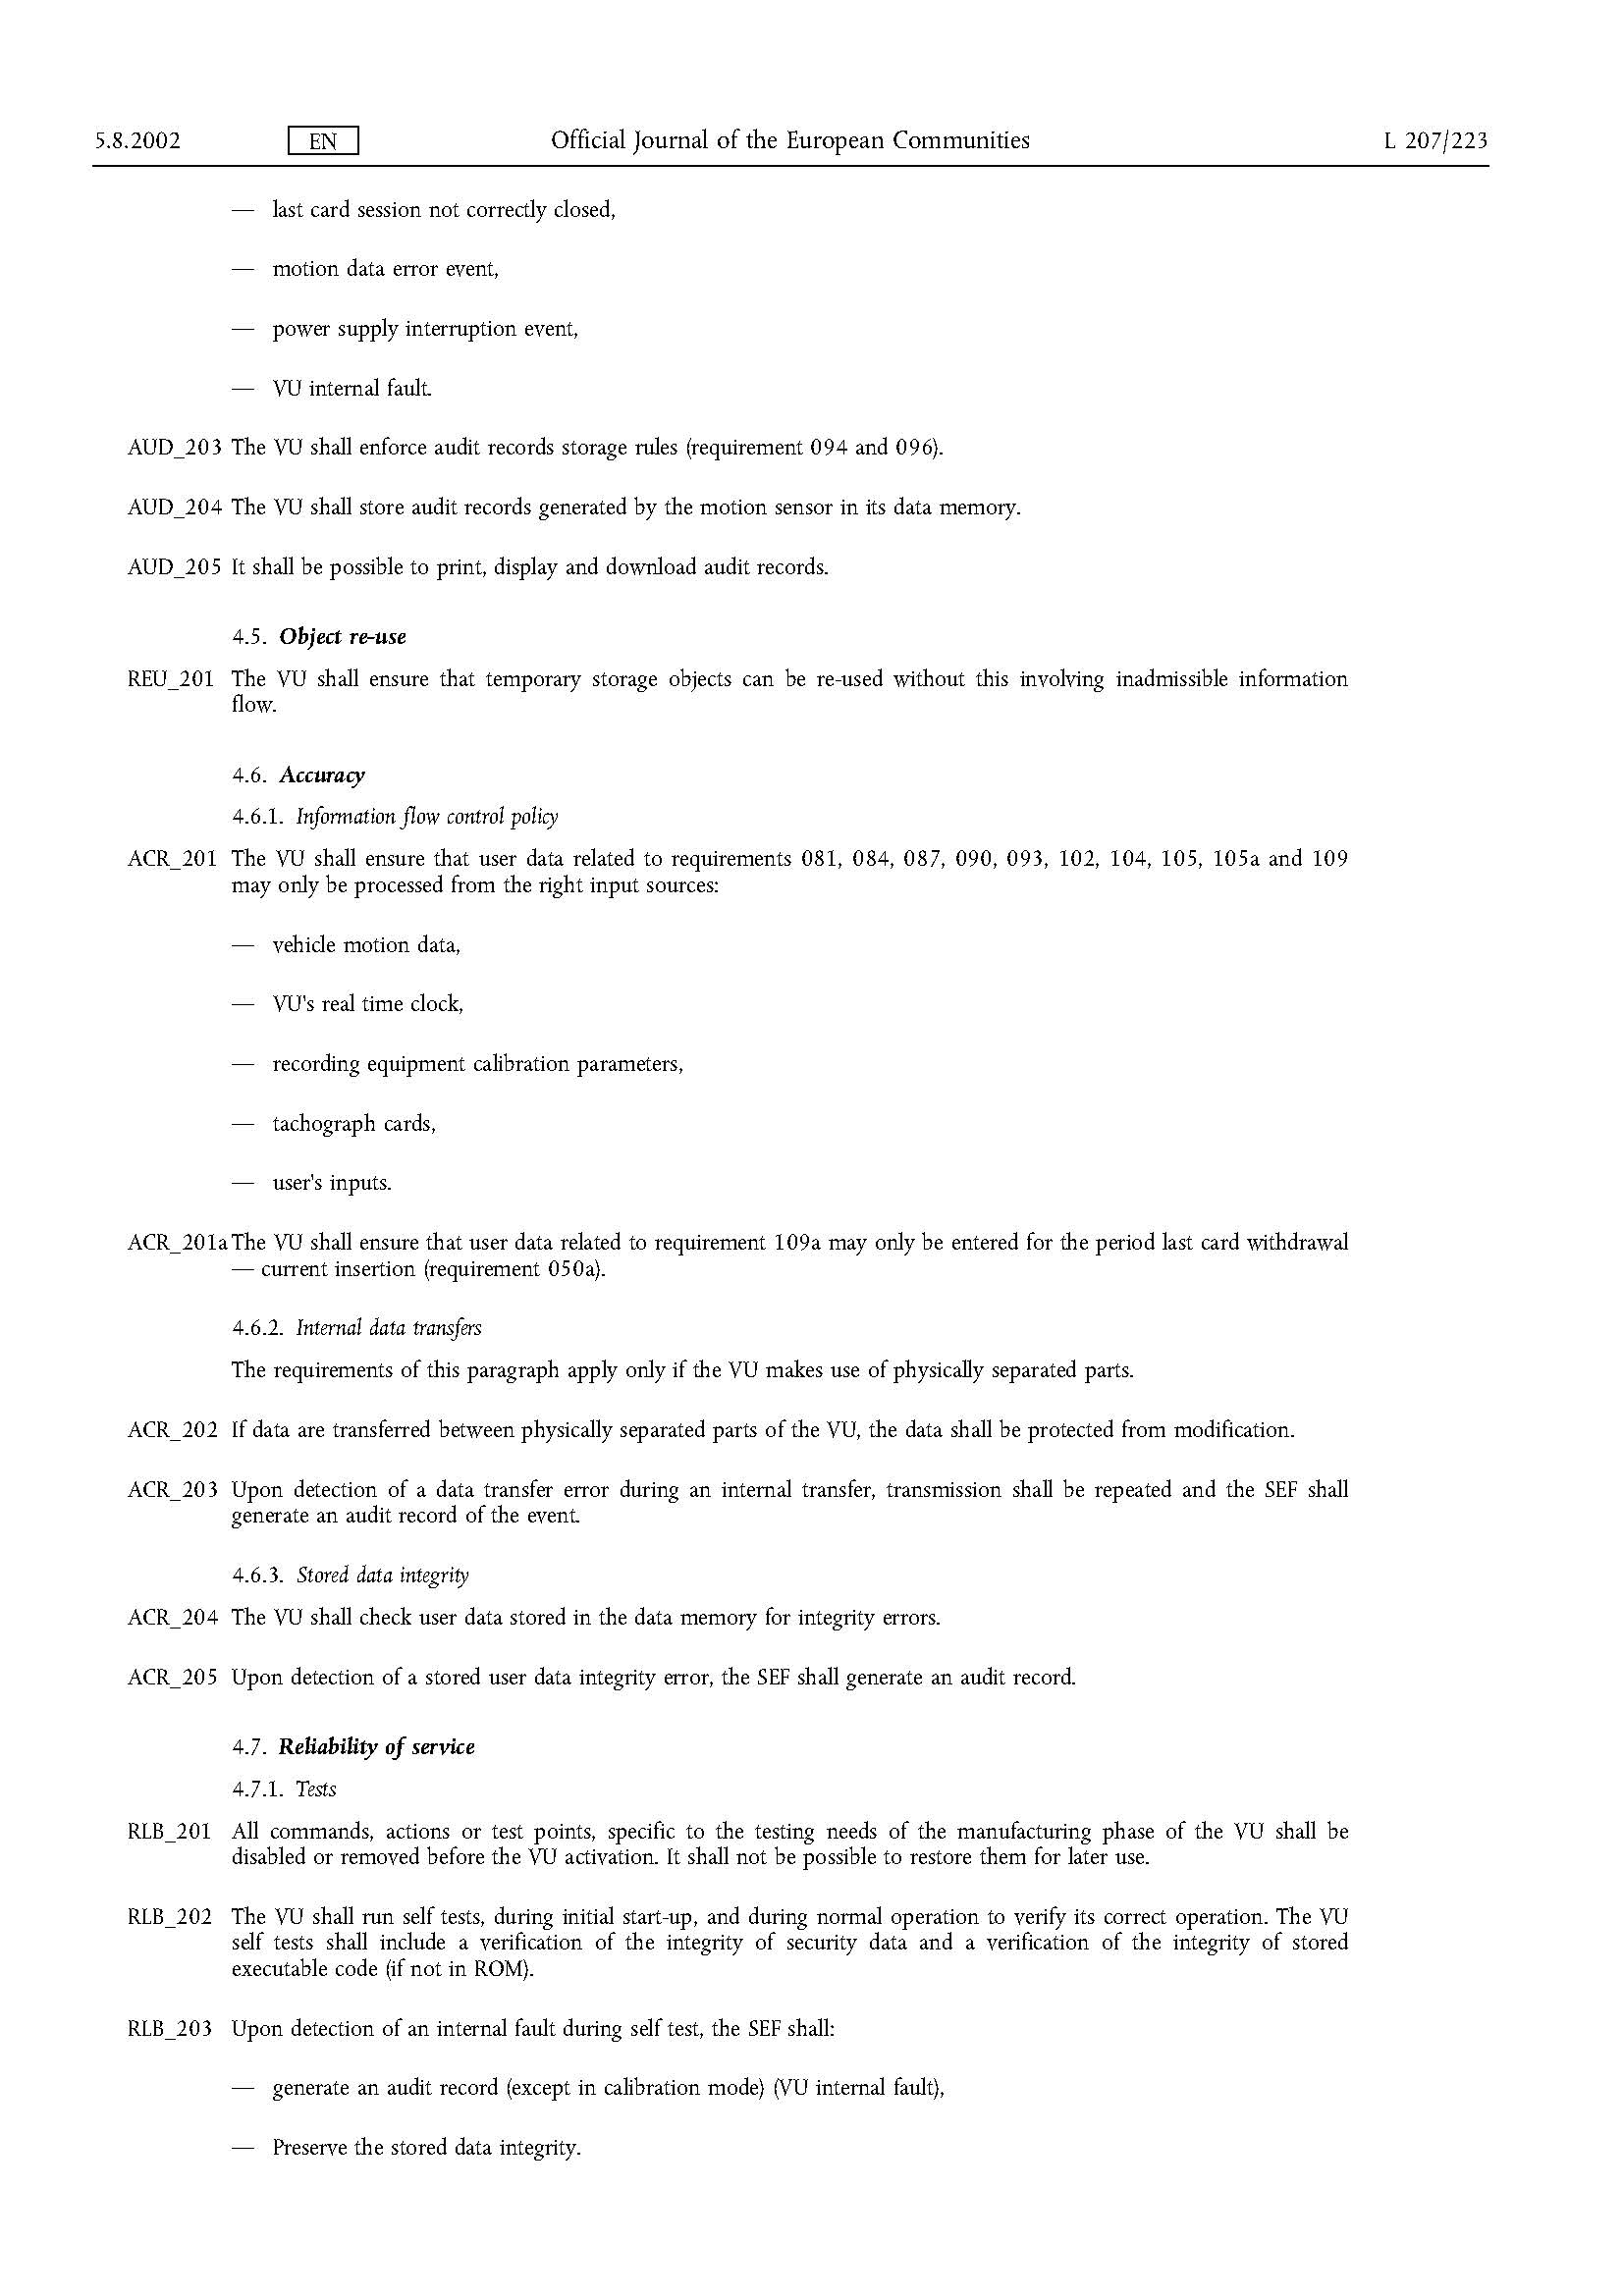 5.8.2002 EN Official Journal of the European Communities L 207/223
— last card session not correctly closed,
— motion data error event,
— power supply interruption event,
— VU internal fault.
AUD_203 The VU shall enforce audit records storage rules (requirement 094 and 096).
AUD_204 The VU shall store audit records generated by the motion sensor in its data memory.
AUD_205 It shall be possible to print, display and download audit records.
4.5. Object re-use
REU_201 The VU shall ensure that temporary storage objects can be re-used without this involving inadmissible information
flow.
4.6. Accuracy
4.6.1. Information flow control policy
ACR_201 The VU shall ensure that user data related to requirements 081, 084, 087, 090, 093, 102, 104, 105, 105a and 109
may only be processed from the right input sources:
— vehicle motion data,
— VU's real time clock,
— recording equipment calibration parameters,
— tachograph cards,
— user's inputs.
ACR_201a The VU shall ensure that user data related to requirement 109a may only be entered for the period last card withdrawal
— current insertion (requirement 050a).
4.6.2. Internal data transfers
The requirements of this paragraph apply only if the VU makes use of physically separated parts.
ACR_202 If data are transferred between physically separated parts of the VU, the data shall be protected from modification.
ACR_203 Upon detection of a data transfer error during an internal transfer, transmission shall be repeated and the SEF shall
generate an audit record of the event.
4.6.3. Stored data integrity
ACR_204 The VU shall check user data stored in the data memory for integrity errors.
ACR_205 Upon detection of a stored user data integrity error, the SEF shall generate an audit record.
4.7. Reliability of service
4.7.1. Tests
RLB_201 All commands, actions or test points, specific to the testing needs of the manufacturing phase of the VU shall be
disabled or removed before the VU activation. It shall not be possible to restore them for later use.
RLB_202 The VU shall run self tests, during initial start-up, and during normal operation to verify its correct operation. The VU
self tests shall include a verification of the integrity of security data and a verification of the integrity of stored
executable code (if not in ROM).
RLB_203 Upon detection of an internal fault during self test, the SEF shall:
— generate an audit record (except in calibration mode) (VU internal fault),
— Preserve the stored data integrity.